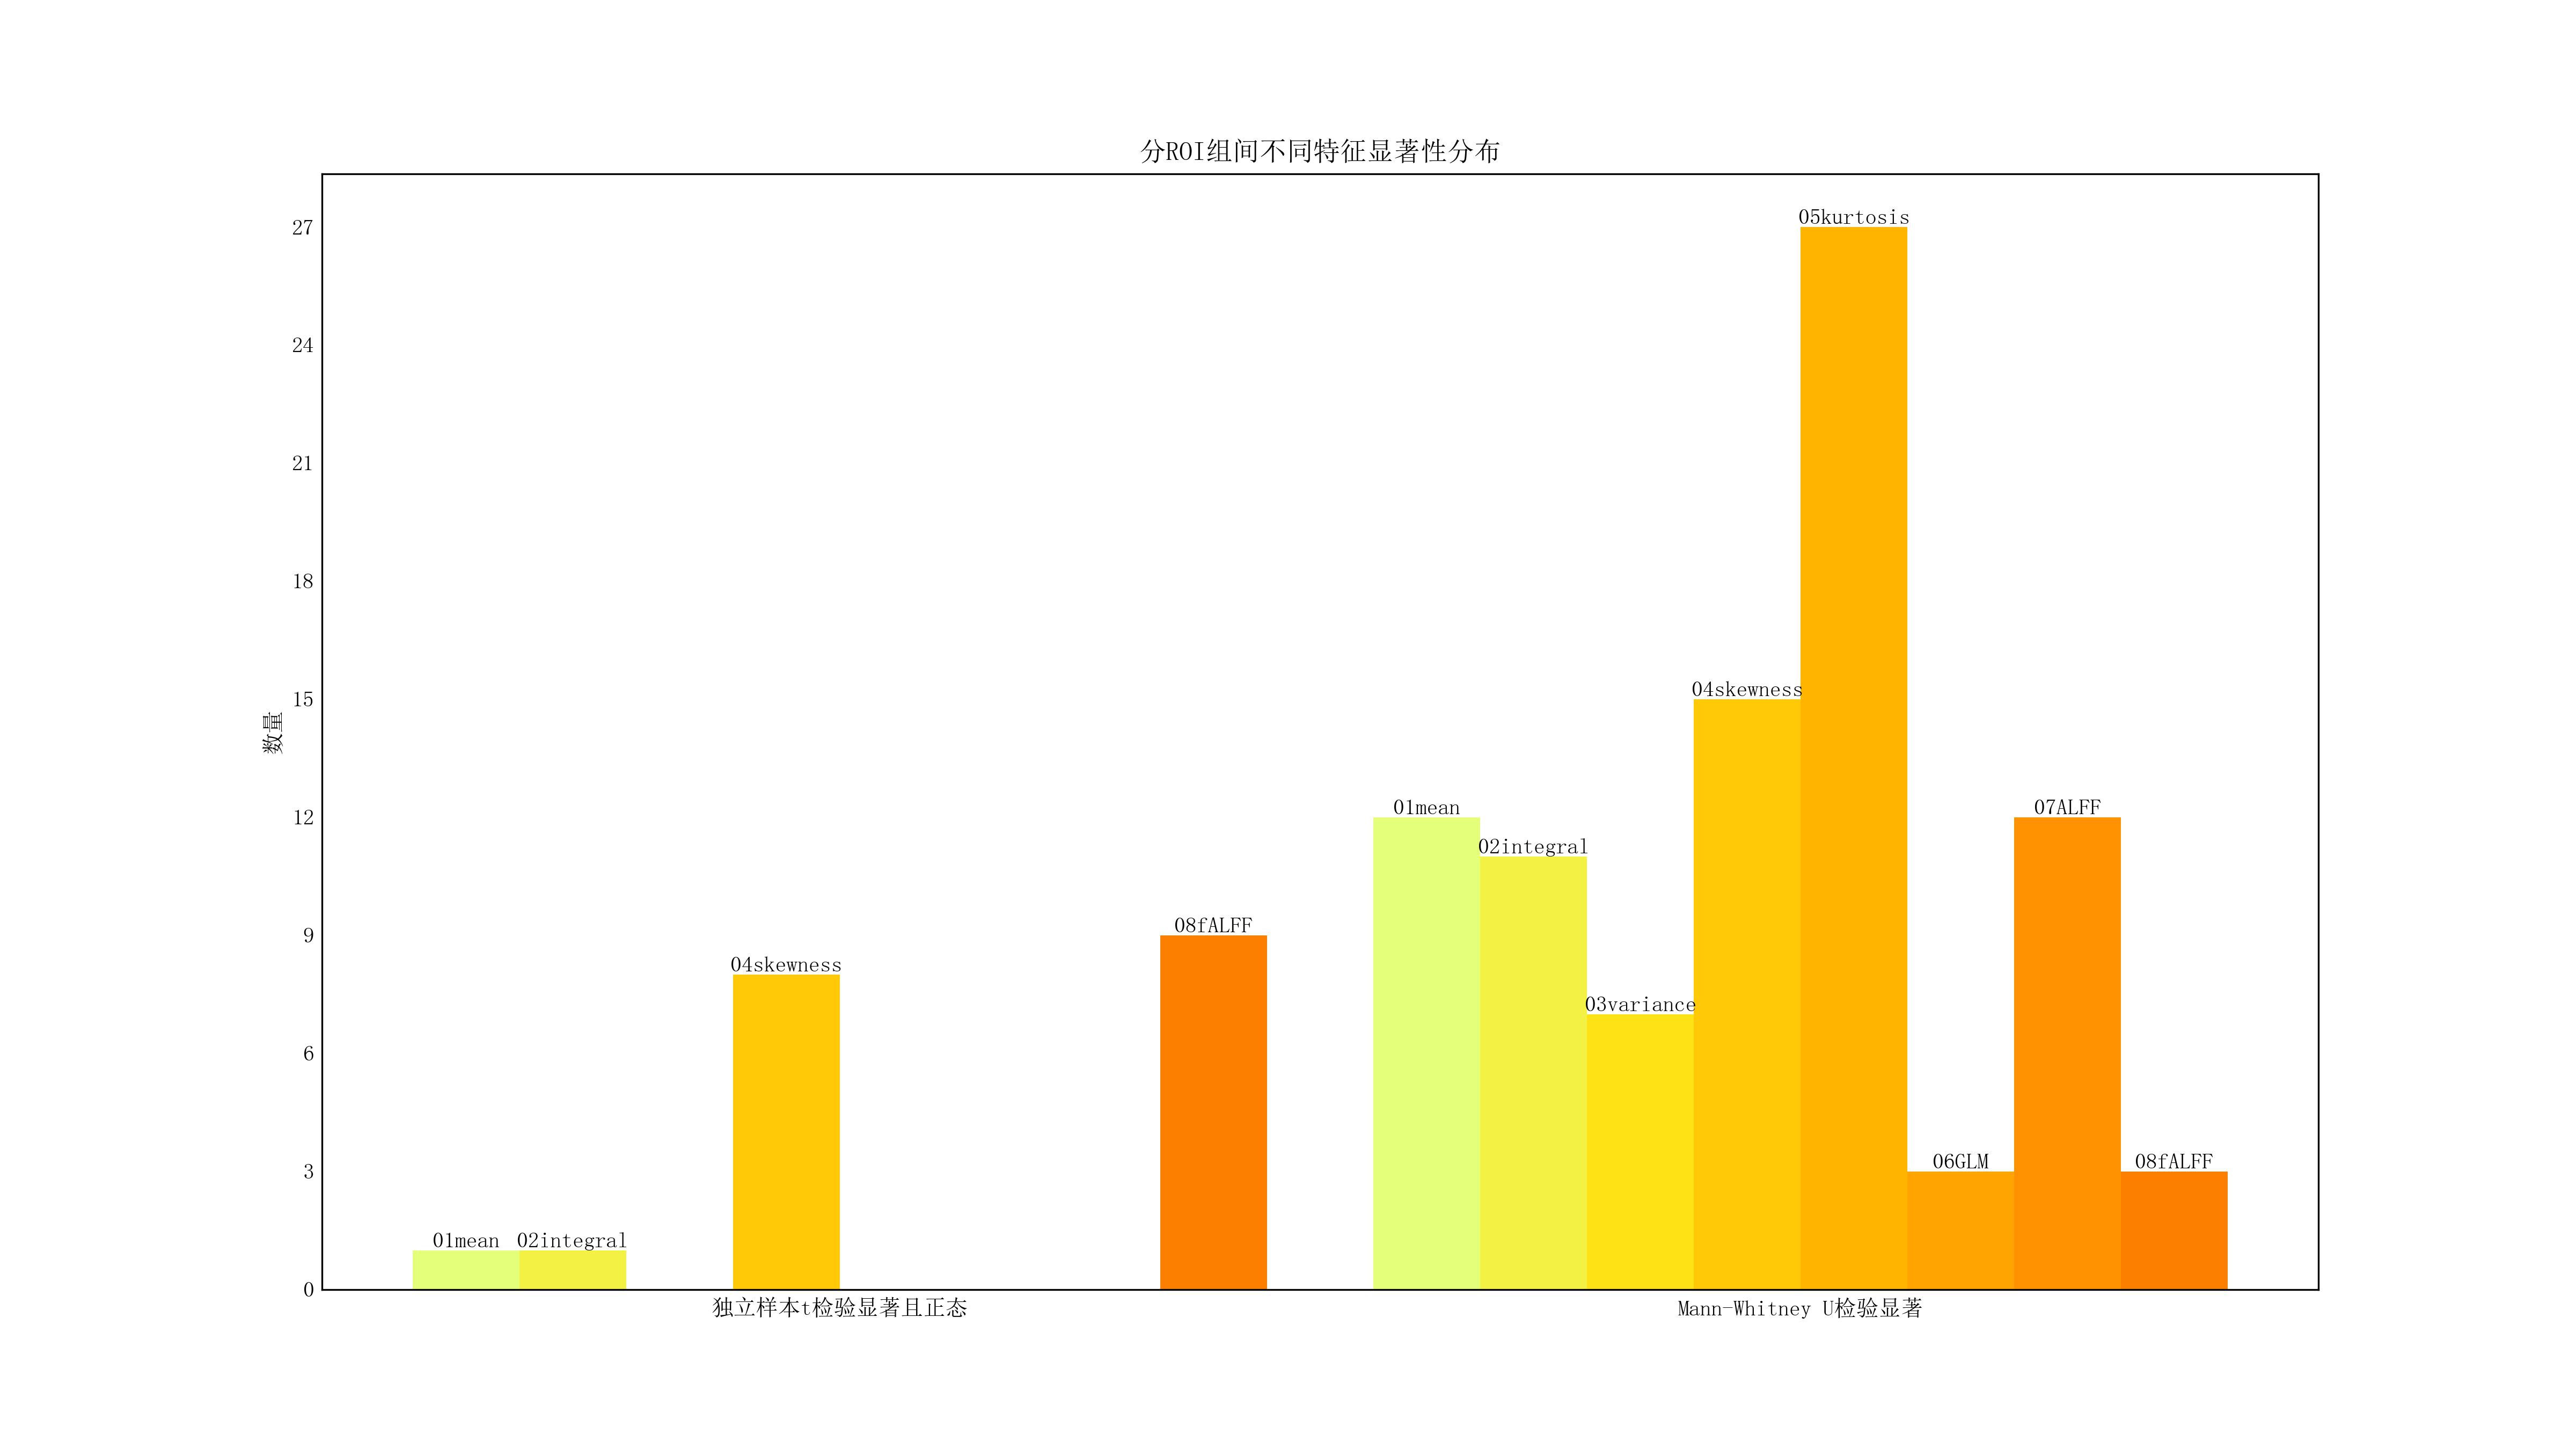 分ROI组间不同特征显著性分布
数量
27
24
21
18
15
12
9
6
3
0
01mean
02integral
04skewness
08fALFF
01mean
02integral
03variance
04skewness
05kurtosis
06GLM
07ALFF
08fALFF
独立样本t检验显著且正态
Mann-Whitney U检验显著